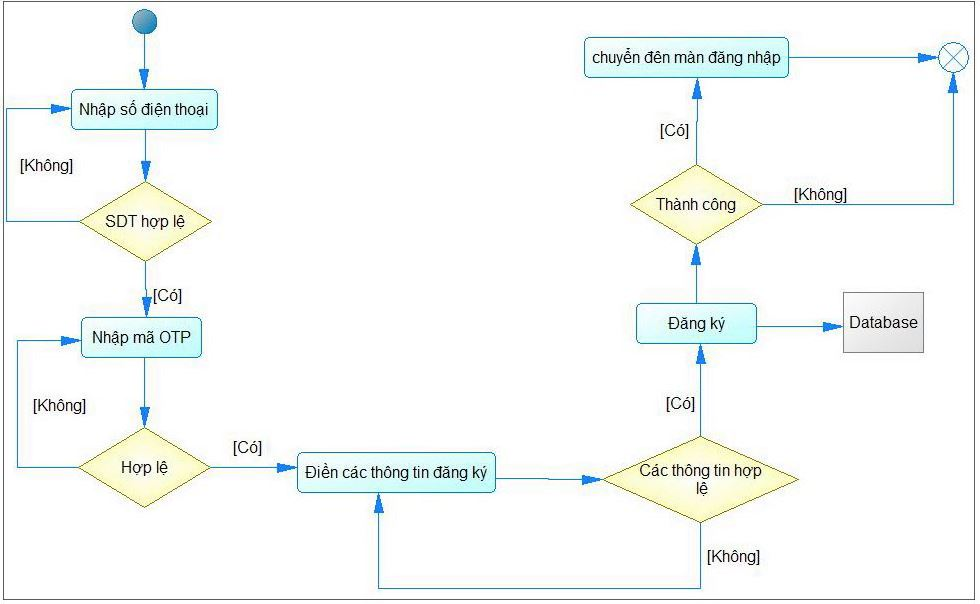 Nhập số điện thoại
[Không]
SDT hợp lệ
[Có]
Nhập mã OTP
[Không]
Hợp lệ
[Có]
Điền các thông tin đăng ký
Các thông tin hợp
lệ
[Không]
[Có]
Đăng ký
Database
Thành công
[Không]
[Có]
chuyển đên màn đăng nhập